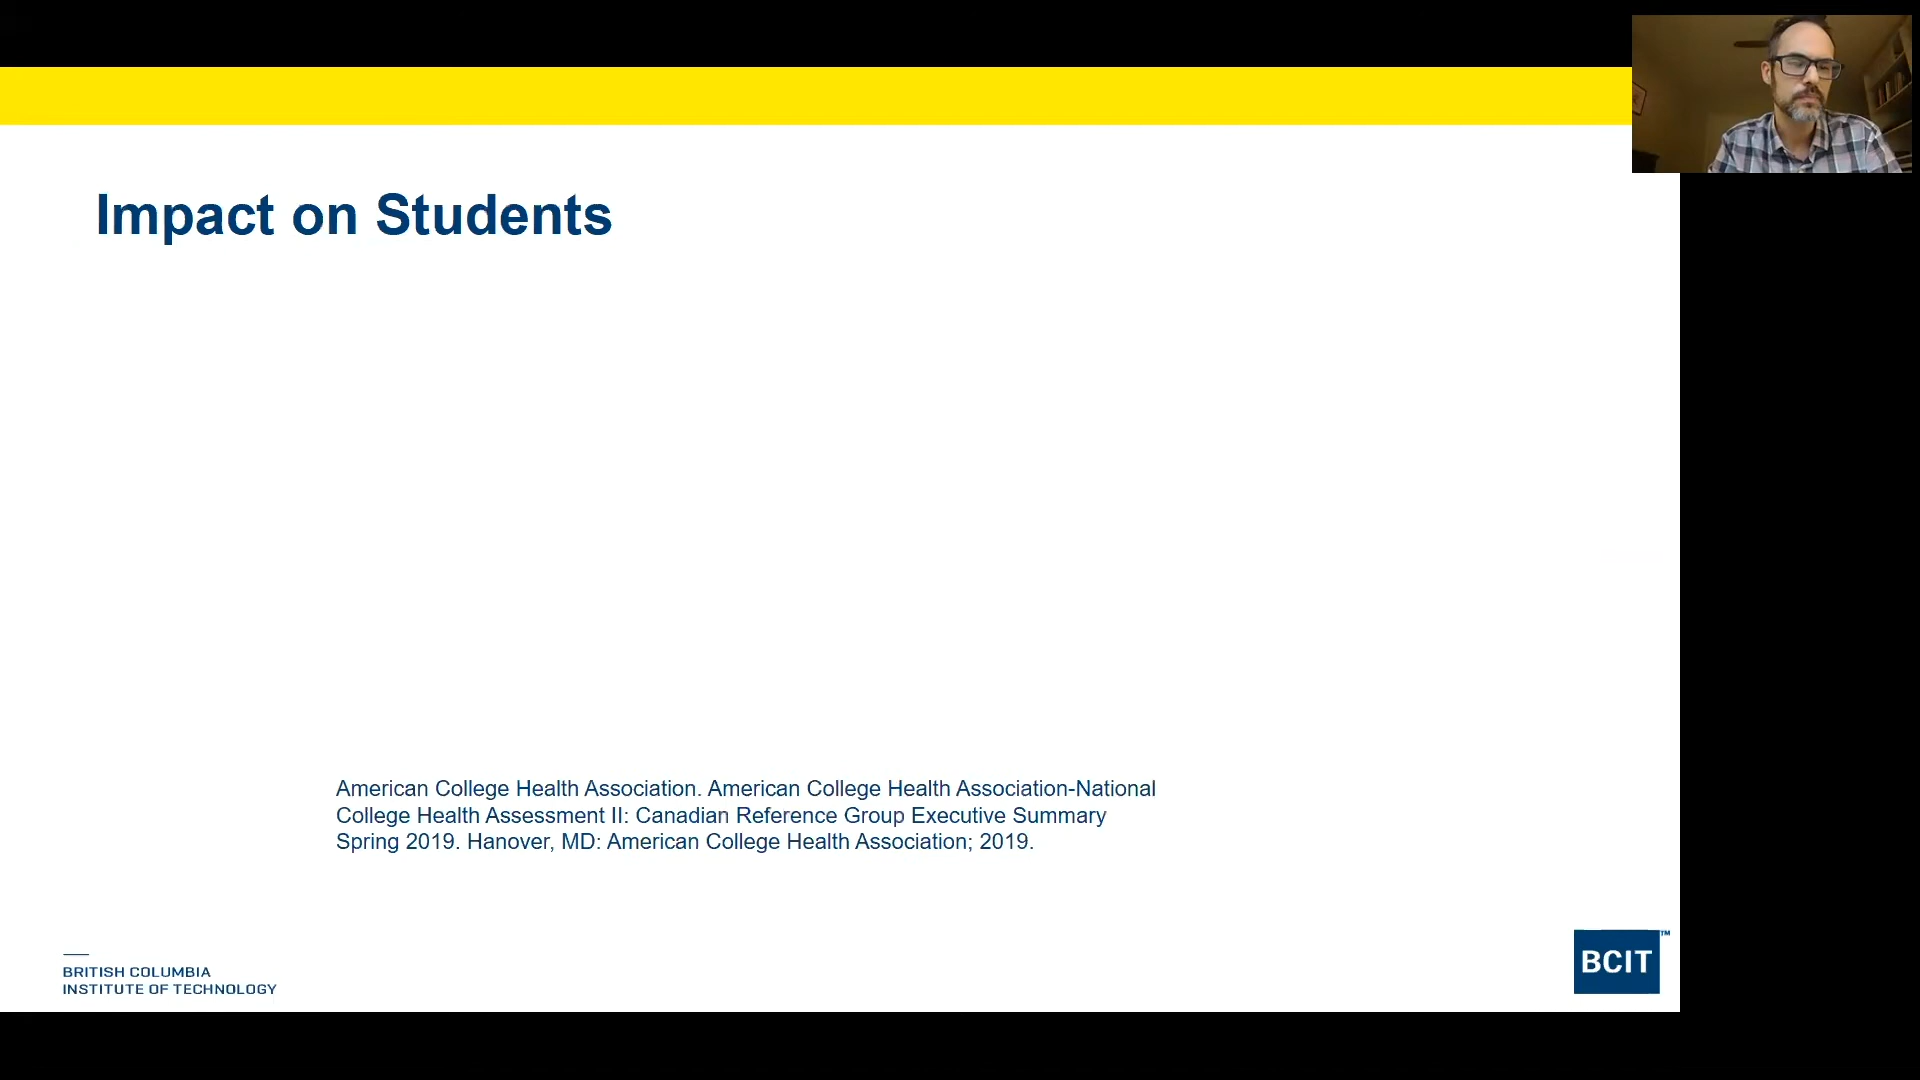 Impact on Students
American College Health Association. American College Health Association-National
College Health Assessment II: Canadian Reference Group Executive Summary
Spring 2019. Hanover, MD: American College Health Association; 2019.
BRITISH COLUMBIA
INSTITUTE OF TECHNOLOGY
BCIT™